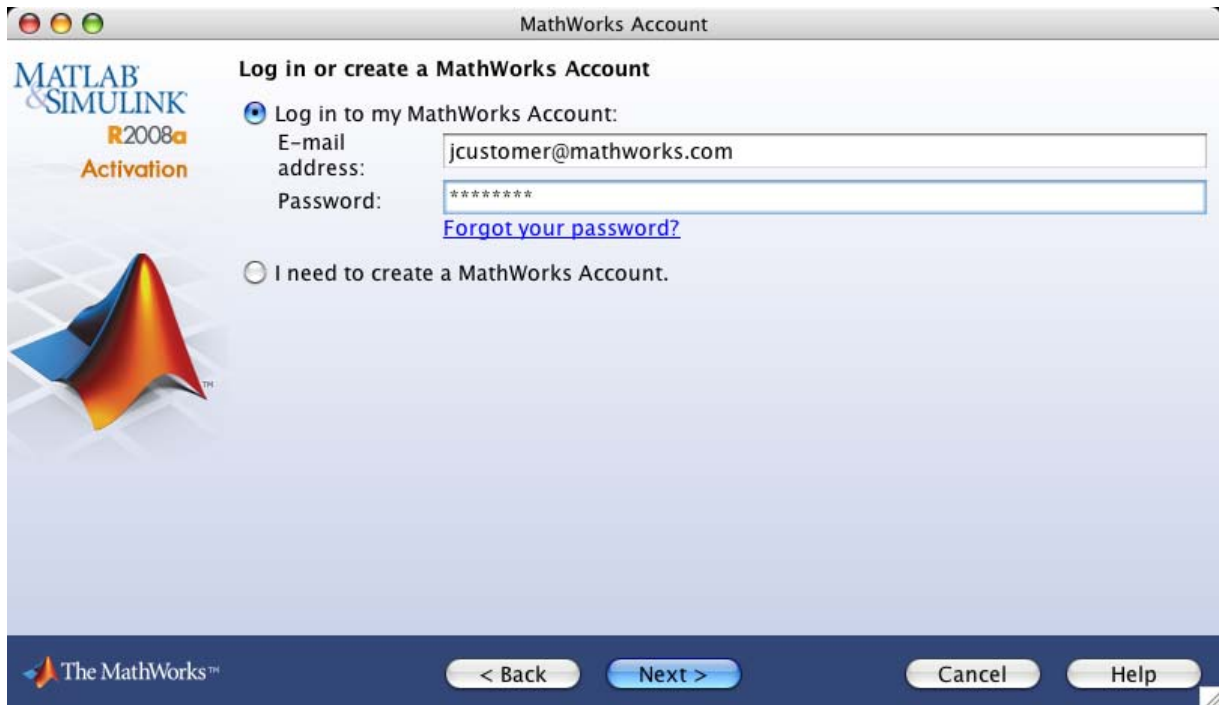 MathWorks Account
MATLAB
&SIMULINK
R2008a
Activation
Log in or create a MathWorks Account
Log in to my MathWorks Account:
E-mail
address:
jcustomer@mathworks.com
Password:
********
Forgot your password?
I need to create a MathWorks Account.
TM
The MathWorks™
< Back
Next >
Cancel
Help